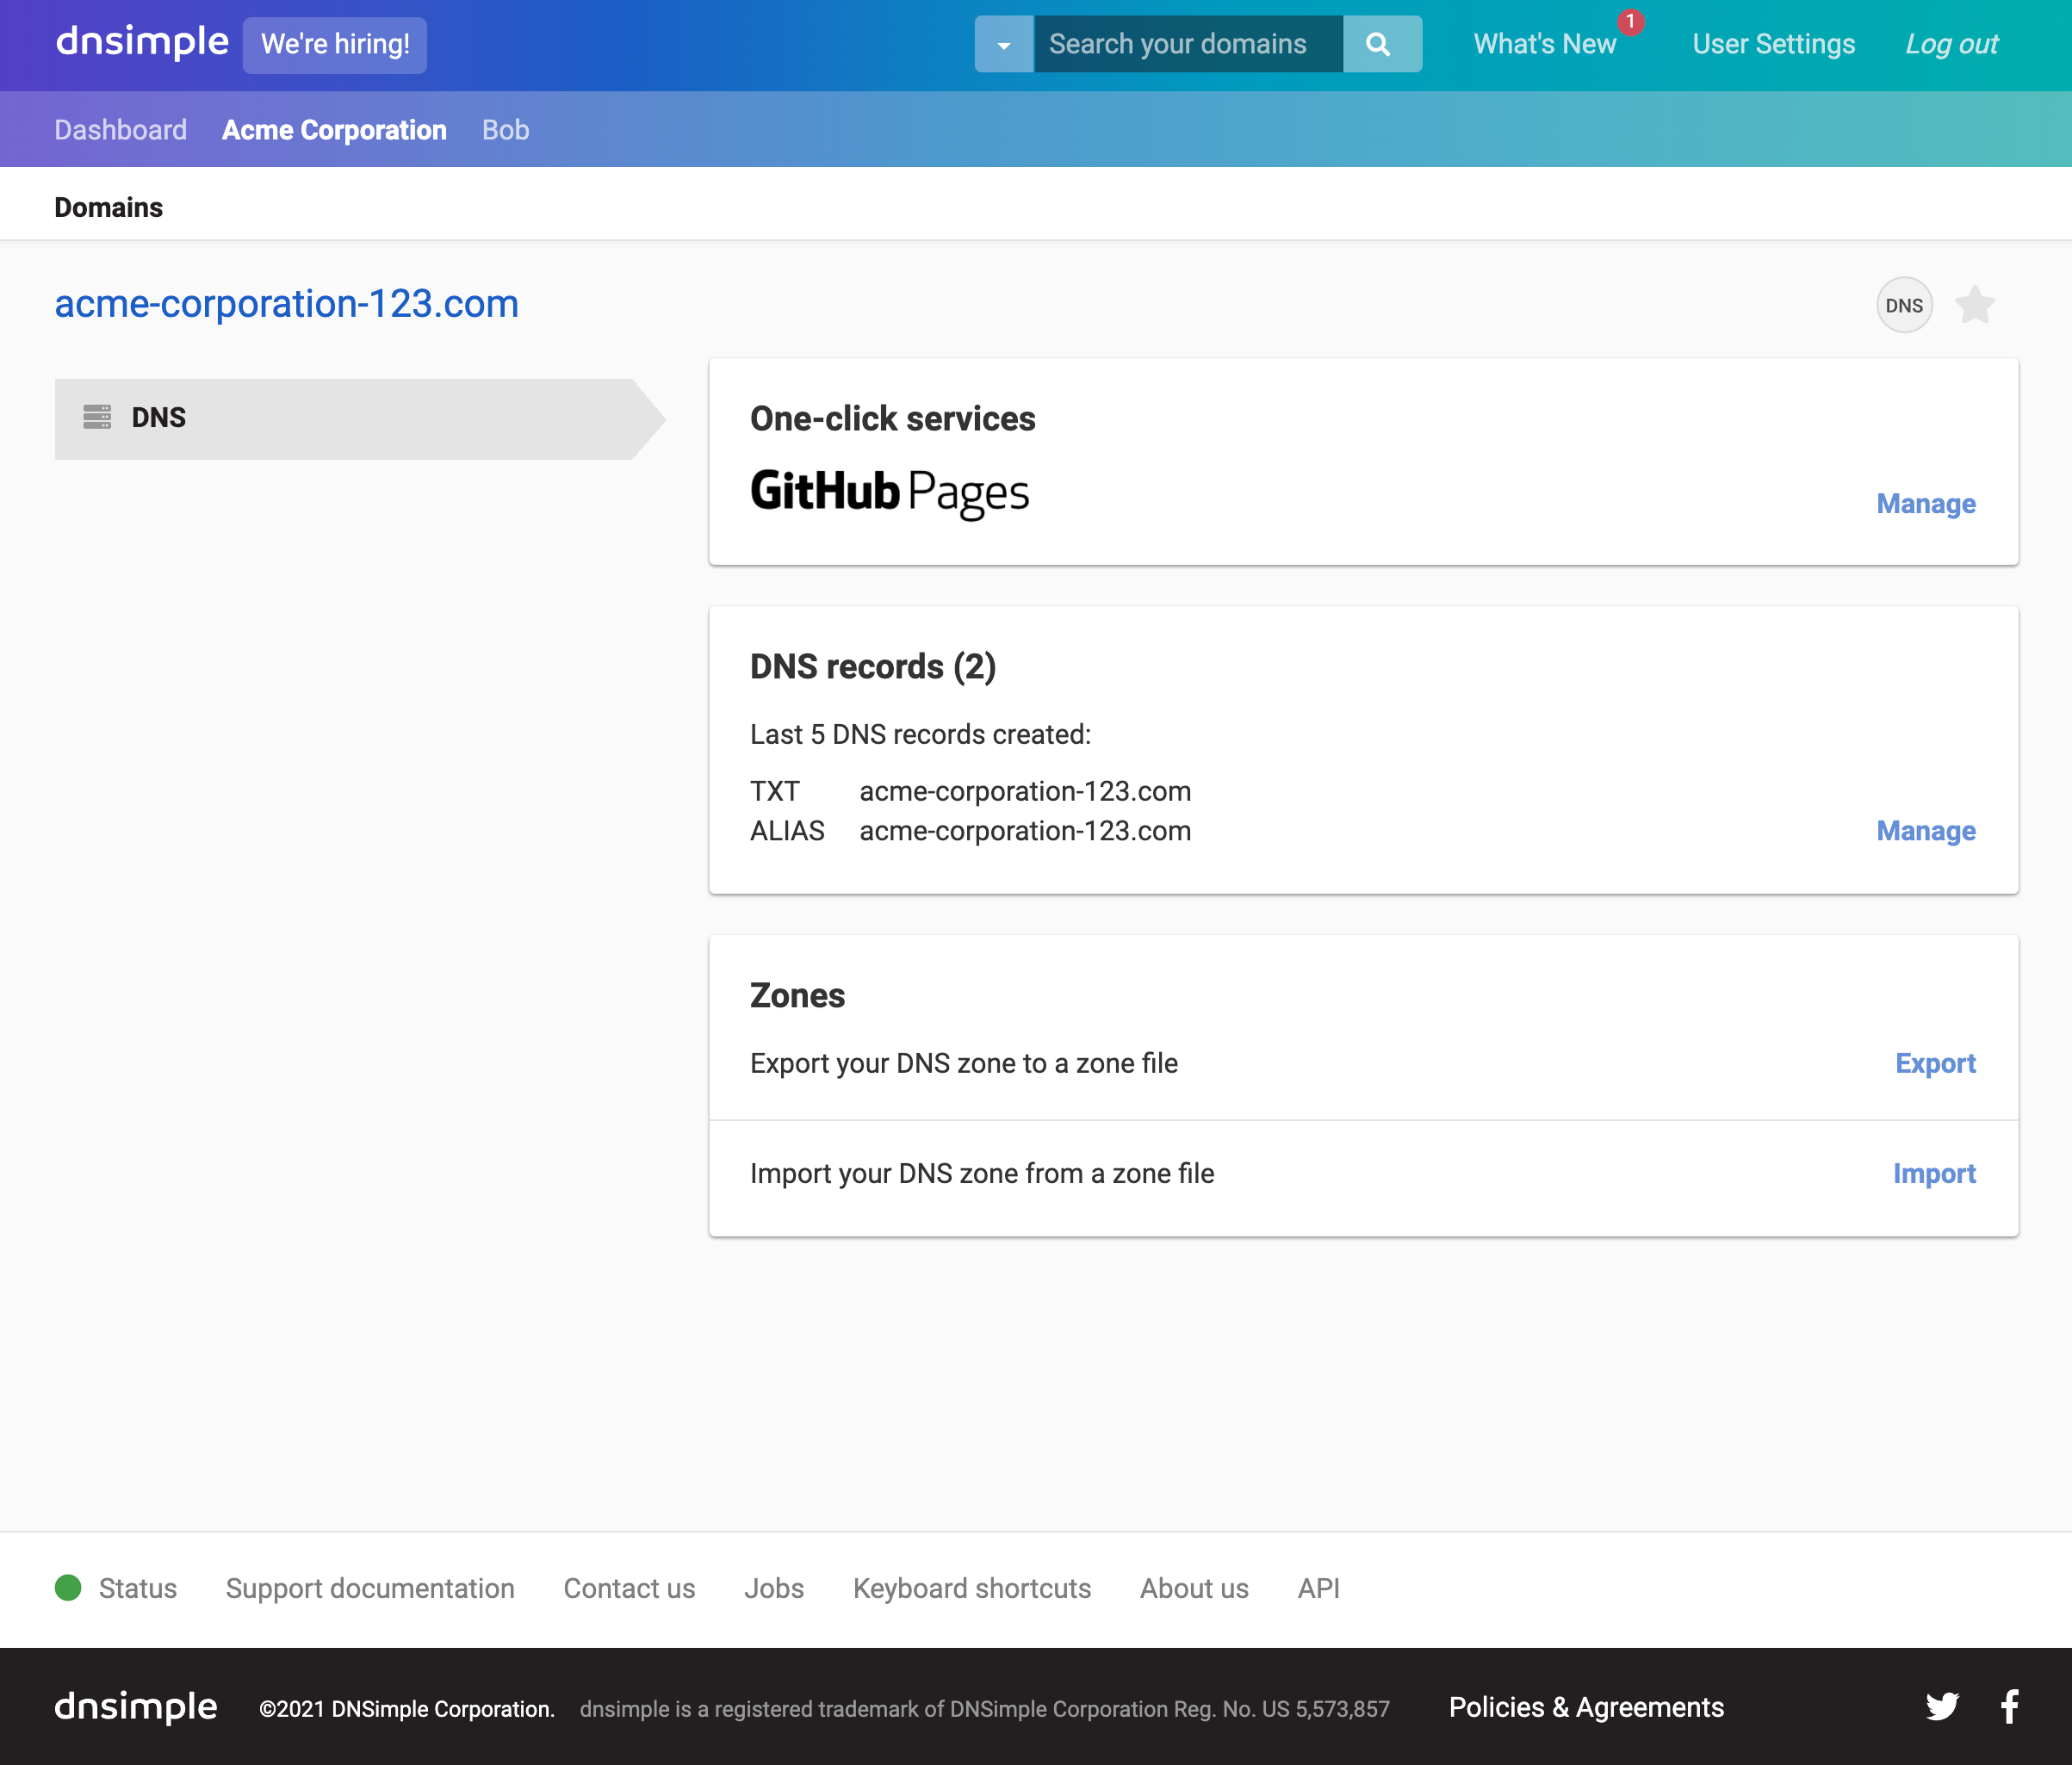 dnsimple We're hiring! Search your domains What's New 1 User Settings Log out
Dashboard Acme Corporation Bob
Domains
acme-corporation-123.com DNS
DNS
One-click services
GitHub Pages
Manage
DNS records (2)
Last 5 DNS records created:
TXT acme-corporation-123.com
ALIAS acme-corporation-123.com Manage
Zones
Export your DNS zone to a zone file Export
Import your DNS zone from a zone file Import
Status Support documentation Contact us Jobs Keyboard shortcuts About us API
dnsimple ©2021 DNSimple Corporation. dnsimple is a registered trademark of DNSimple Corporation Reg. No. US 5,573,857 Policies & Agreements